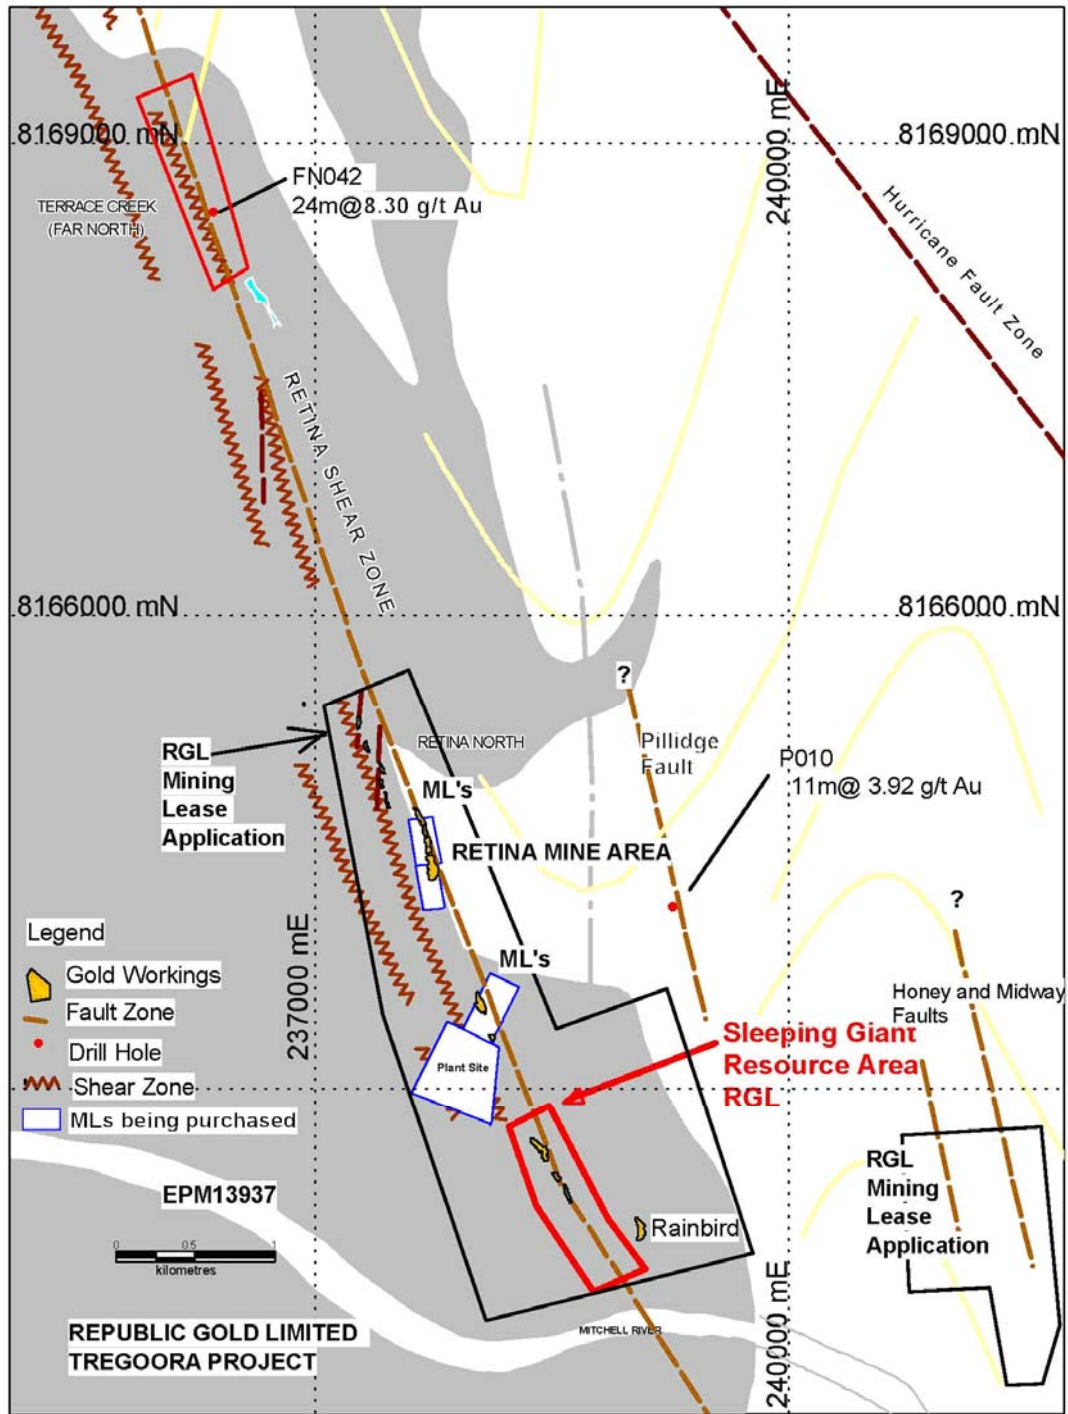 240000 mE
8169000 mN
8169000 mN
FN042
24m@8.30 g/t Au
TERRACE CREEK
(FAR NORTH)
Hurricane Fault Zone
RETINA SHEAR ZONE
8166000 mN
8166000 mN
?
RETINA NORTH
Pillidge
Fault
P010
11m@ 3.92 g/t Au
RGL
Mining
Lease
Application
ML's
RETINA MINE AREA
?
237000 mE
ML's
Honey and Midway
Faults
Legend
Gold Workings
Fault Zone
Drill Hole
Shear Zone
MLs being purchased
Plant Site
Sleeping Giant
Resource Area
RGL
RGL
Mining
Lease
Application
EPM13937
Rainbird
0 0.5 1
kilometres
240000 mE
MITCHELL RIVER
REPUBLIC GOLD LIMITED
TREGOORA PROJECT